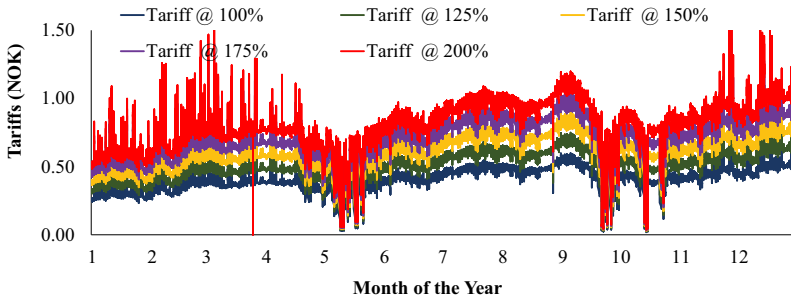 Tariff @ 100% Tariff @ 125% Tariff @ 150%
Tariff @ 175% Tariff @ 200%
Tariffs (NOK)
1.50
1.00
0.50
0.00
1 2 3 4 5 6 7 8 9 10 11 12
Month of the Year